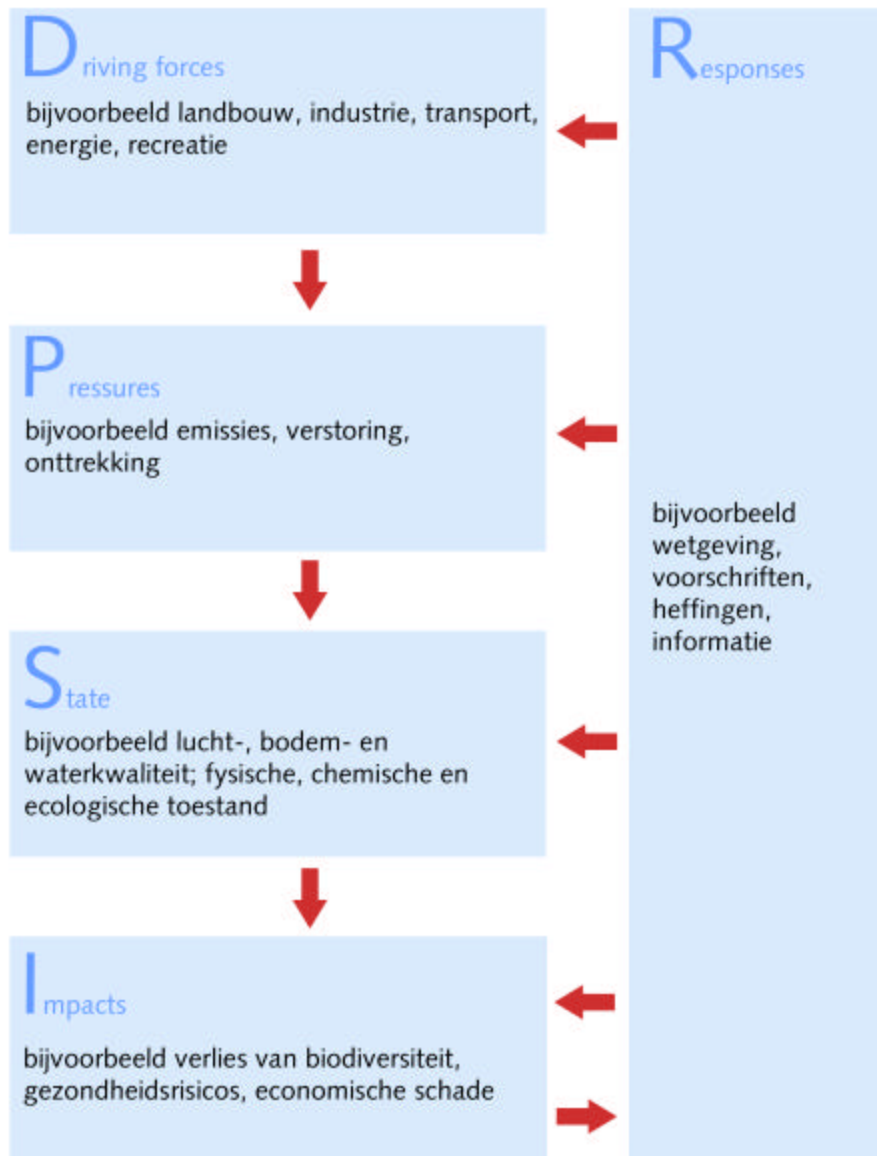 Driving forces
bijvoorbeeld landbouw, industrie, transport,
energie, recreatie
Pressures
bijvoorbeeld emissies, verstoring,
onttrekking
State
bijvoorbeeld lucht-, bodem- en
waterkwaliteit; fysische, chemische en
ecologische toestand
Impacts
bijvoorbeeld verlies van biodiversiteit,
gezondheidsrisicos, economische schade
Responses
bijvoorbeeld
wetgeving,
voorschriften,
heffingen,
informatie